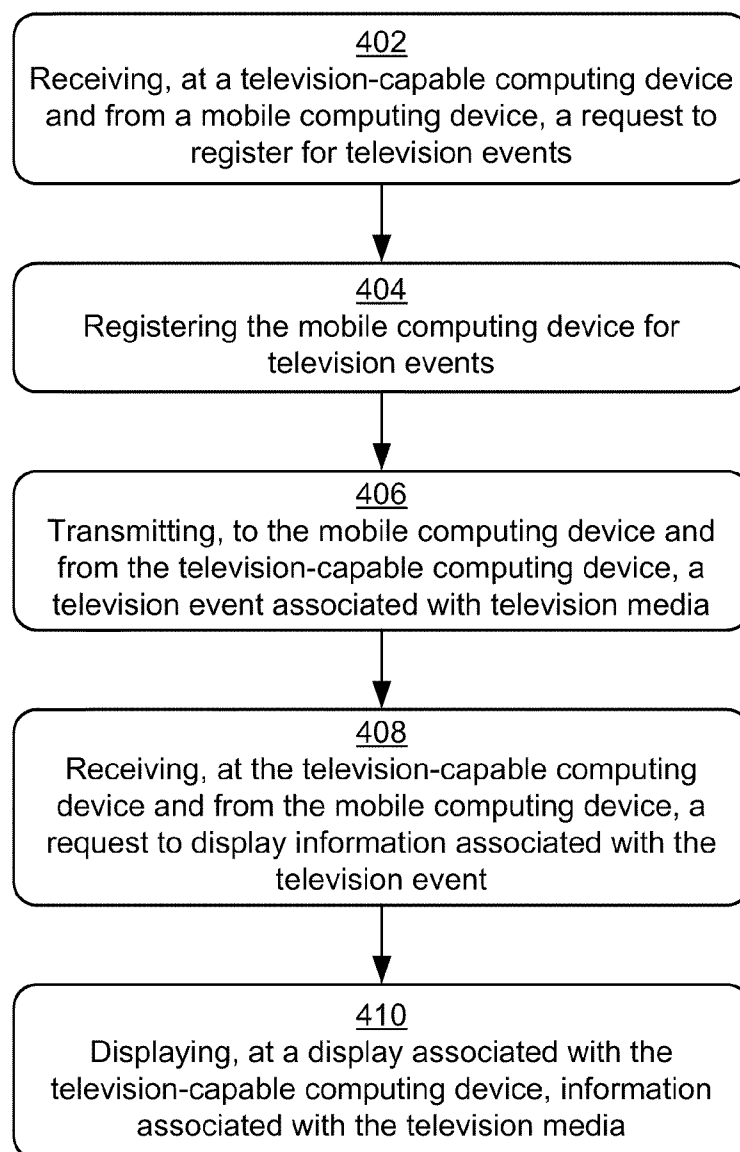 402
Receiving, at a television-capable computing device
and from a mobile computing device, a request to
register for television events
404
Registering the mobile computing device for
television events
406
Transmitting, to the mobile computing device and
from the television-capable computing device, a
television event associated with television media
408
Receiving, at the television-capable computing
device and from the mobile computing device, a
request to display information associated with the
television event
410
Displaying, at a display associated with the
television-capable computing device, information
associated with the television media